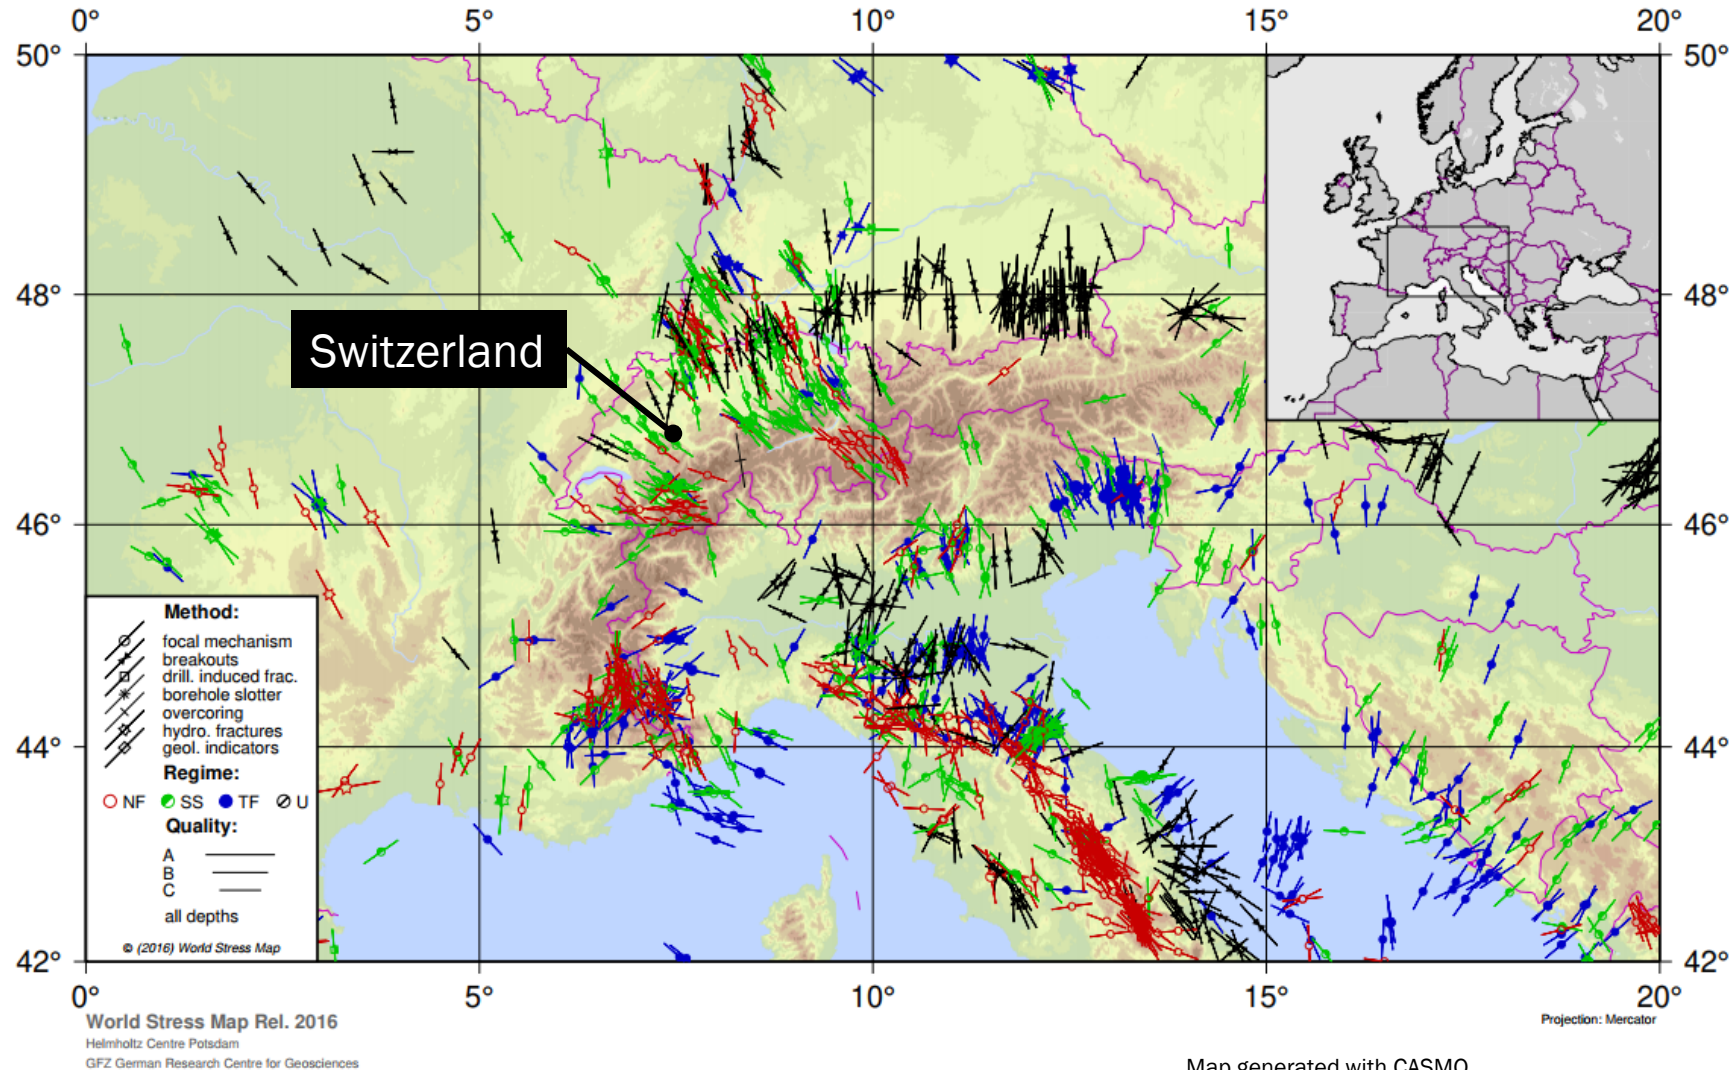 0° 5° 10° 15° 20°
50° 50°
48° 48°
Switzerland
46° 46°
Method:
focal mechanism
breakouts
drill. induced frac.
borehole slotter
overcoring
hydro. fractures
geol. indicators
44° 44°
Regime:
NF SS TF U
Quality:
A
B
C
all depths
© (2016) World Stress Map
42° 42°
0° 5° 10° 15° 20°
World Stress Map Rel. 2016
Projection: Mercator
Helmholtz Centre Potsdam
GFZ German Research Centre for Geosciences
Map generated with CASMO